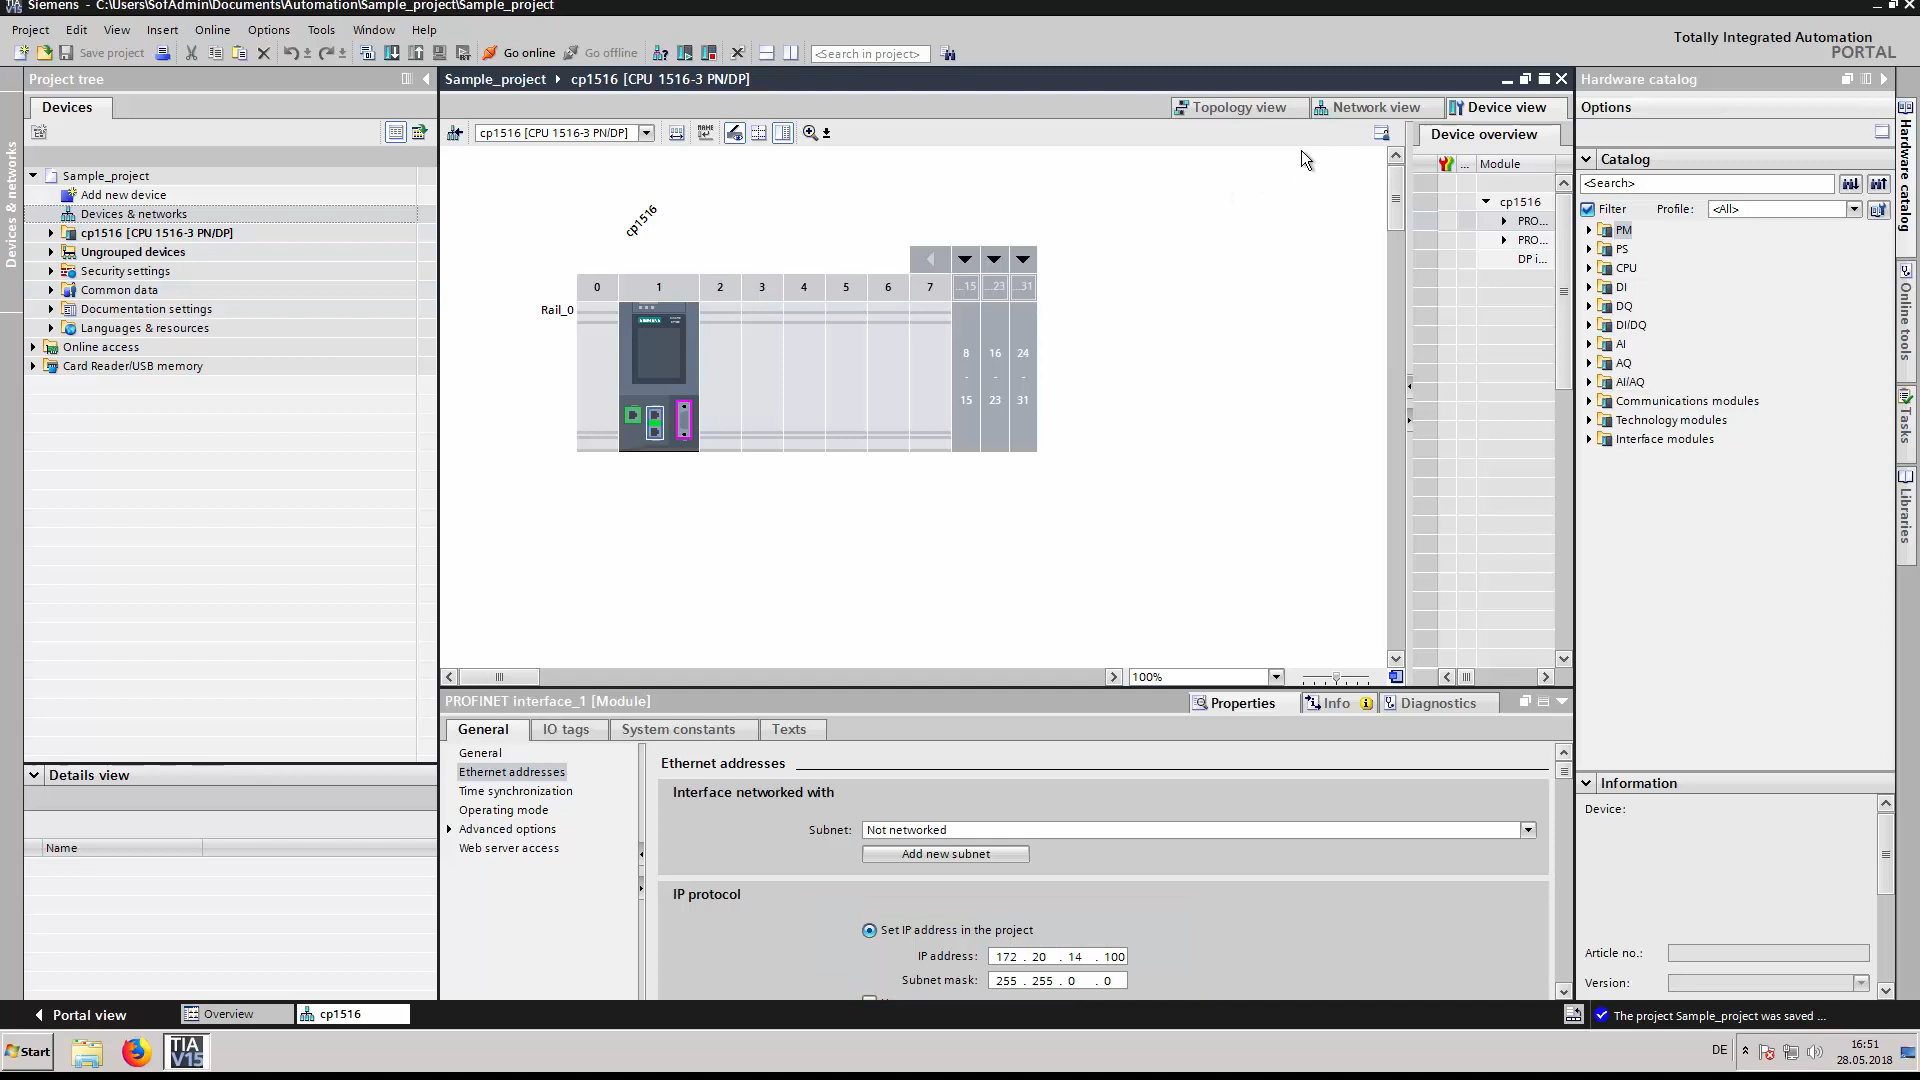 Siemens - C:\Users\SofAdmin\Documents\Automation\Sample_project\Sample_project
Project Edit View Insert Online Options Tools Window Help
Totally Integrated Automation
PORTAL
Save project Go online Go offline <Search in project>
Project tree
Sample_project cp1516 [CPU 1516-3 PN/DP]
Hardware catalog
Devices
Topology view Network view Device view
Options
cp1516 [CPU 1516-3 PN/DP]
Device overview
... Module
Catalog
<Search>
Filter Profile: <All>
Sample_project
Add new device
Devices & networks
cp1516 [CPU 1516-3 PN/DP]
Ungrouped devices
Security settings
Common data
Documentation settings
Languages & resources
Online access
Card Reader/USB memory
cp1516
0 1 2 3 4 5 6 7 ...15 ...23 ...31
Rail_0
SIEMENS
8 16 24
- - -
15 23 31
cp1516
PRO...
PRO...
DP i...
PM
PS
CPU
DI
DQ
DI/DQ
AI
AQ
AI/AQ
Communications modules
Technology modules
Interface modules
Devices & networks
Hardware catalog
Online tools
Tasks
Libraries
100%
PROFINET interface_1 [Module]
Properties Info Diagnostics
General IO tags System constants Texts
General
Ethernet addresses
Time synchronization
Operating mode
Advanced options
Web server access
Ethernet addresses
Interface networked with
Subnet: Not networked
Add new subnet
IP protocol
Set IP address in the project
IP address: 172 . 20 . 14 . 100
Subnet mask: 255 . 255 . 0 . 0
Details view
Name
Information
Device:
Article no.:
Version:
Portal view Overview cp1516
The project Sample_project was saved ...
Start
TIA
V15
DE
16:51
28.05.2018